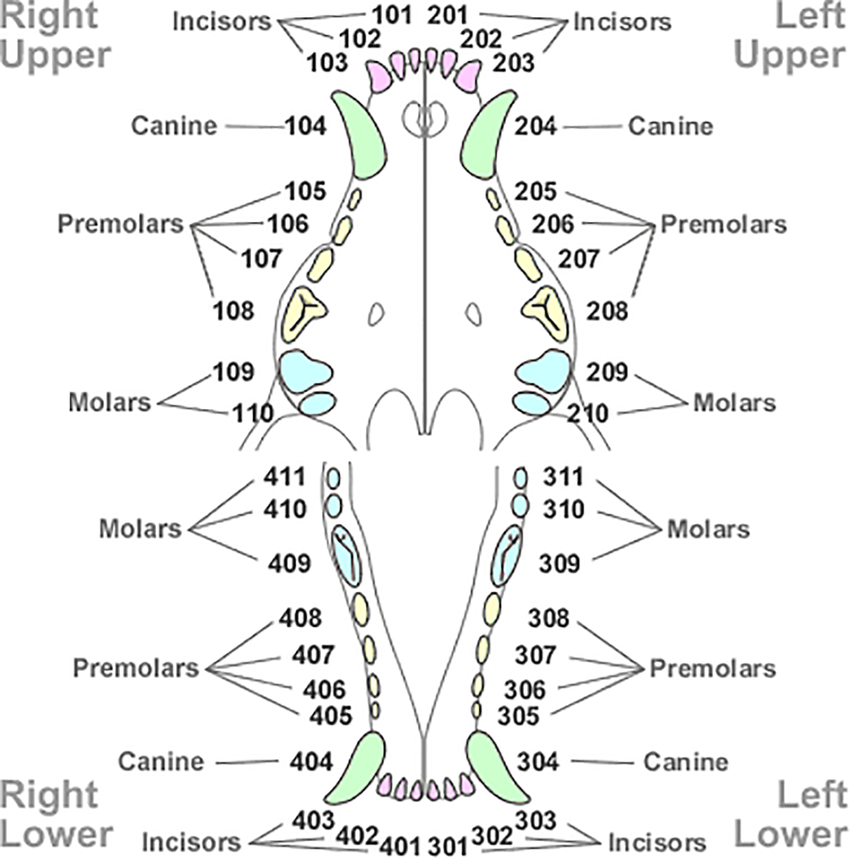 Right Upper
Left Upper
Incisors 101 201 Incisors
102 202
103 203
Canine 104 204 Canine
105 205
Premolars 106 206 Premolars
107 207
108 208
109 209
Molars 110 210 Molars
411 311
410 310
Molars Molars
409 309
408 308
407 307
Premolars Premolars
406 306
405 305
Canine 404 304 Canine
Right Lower
Left Lower
403 303
402 302
Incisors 401 301 Incisors